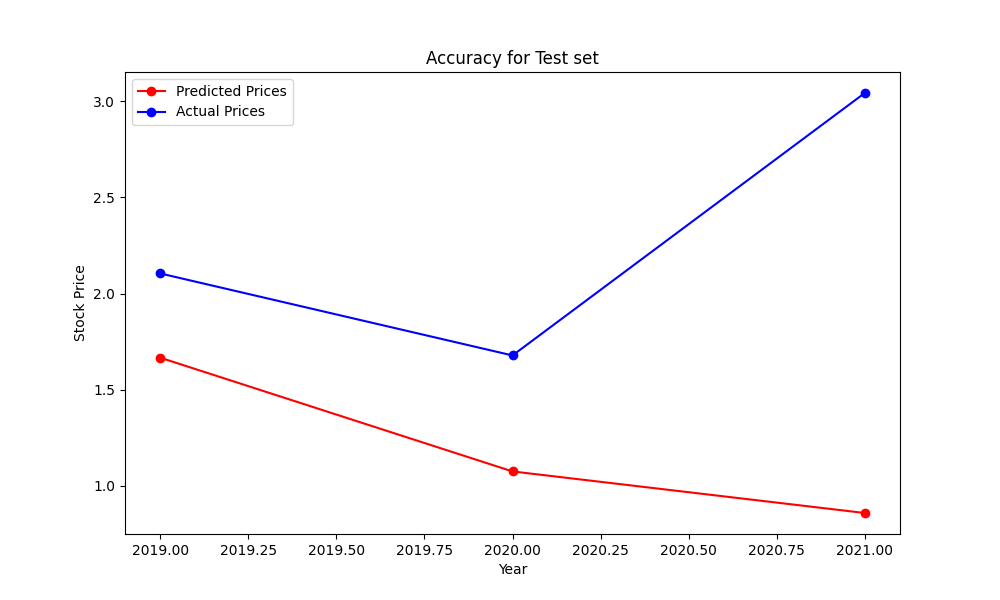 Accuracy for Test set
Predicted Prices
Actual Prices
3.0
2.5
2.0
1.5
1.0
Stock Price
2019.00 2019.25 2019.50 2019.75 2020.00 2020.25 2020.50 2020.75 2021.00
Year